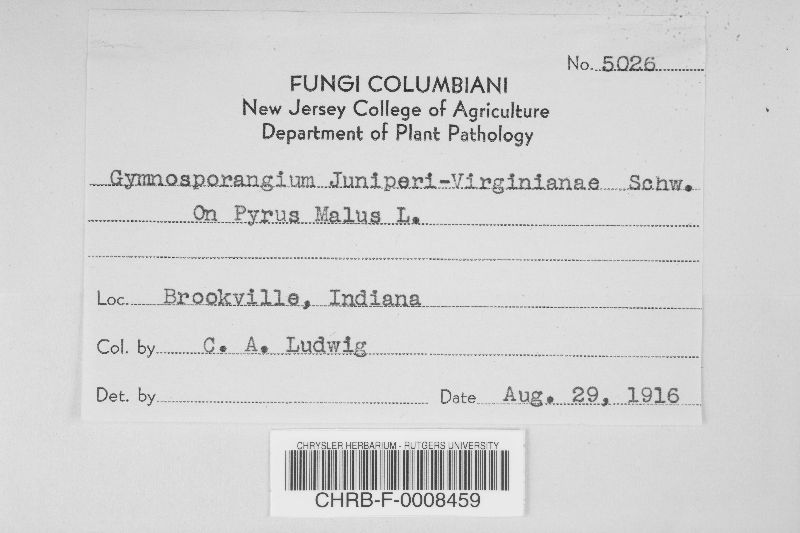 No. 5026
FUNGI COLUMBIANI
New Jersey College of Agriculture
Department of Plant Pathology
Gymnosporangium Juniperi-Virginianae Schw.
On Pyrus Malus L.
Loc. Brookville, Indiana
Col. by C. A. Ludwig
Det. by Date Aug. 29, 1916
CHRYSLER HERBARIUM - RUTGERS UNIVERSITY
CHRB-F-0008459